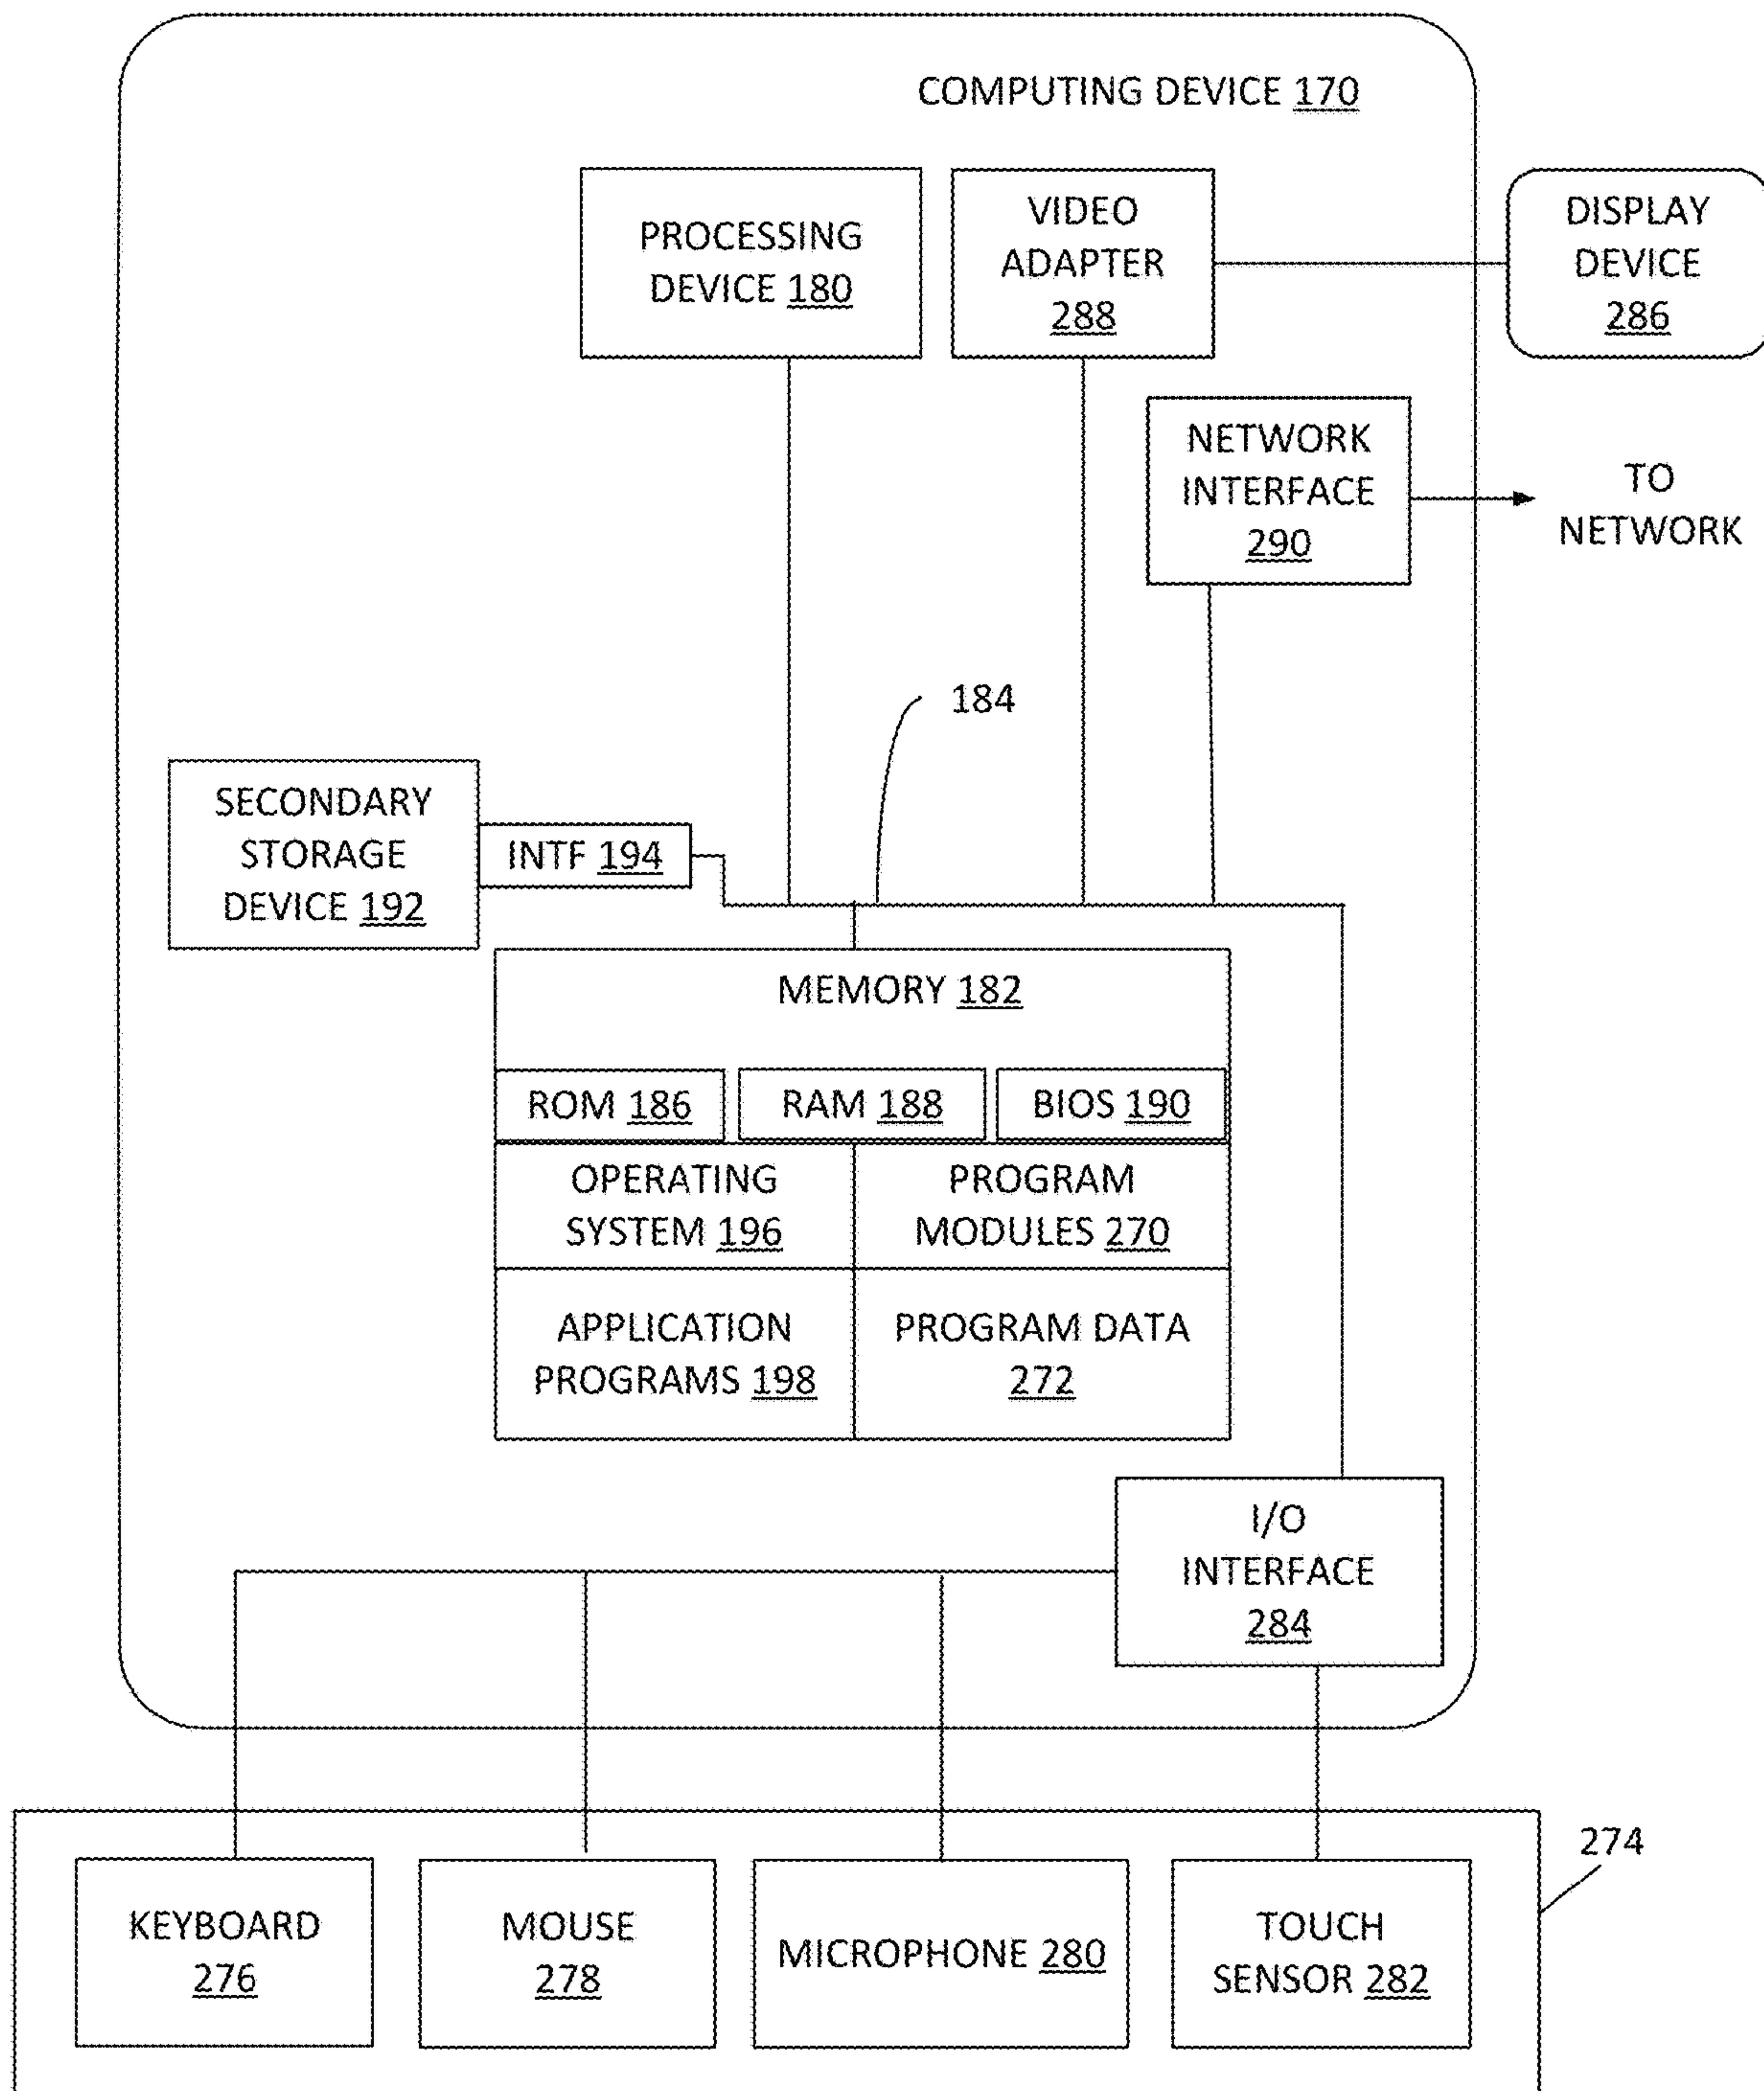 COMPUTING DEVICE 170
PROCESSING
DEVICE 180
VIDEO
ADAPTER
288
DISPLAY
DEVICE
286
NETWORK
INTERFACE
290
TO
NETWORK
184
SECONDARY
STORAGE
DEVICE 192
INTF 194
MEMORY 182
ROM 186
RAM 188
BIOS 190
OPERATING
SYSTEM 196
PROGRAM
MODULES 270
APPLICATION
PROGRAMS 198
PROGRAM DATA
272
I/O
INTERFACE
284
274
KEYBOARD
276
MOUSE
278
MICROPHONE 280
TOUCH
SENSOR 282